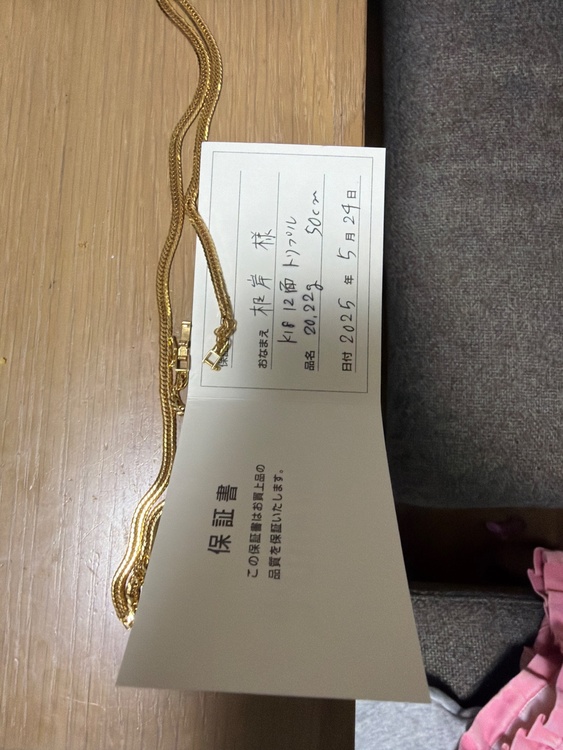 保証書
この保証書はお買上品の
品質を保証いたします。
おなまえ 根岸 様
K18 12面 トリプル
品名 20.22g 50cm
日付 2025 年 5 月 24 日